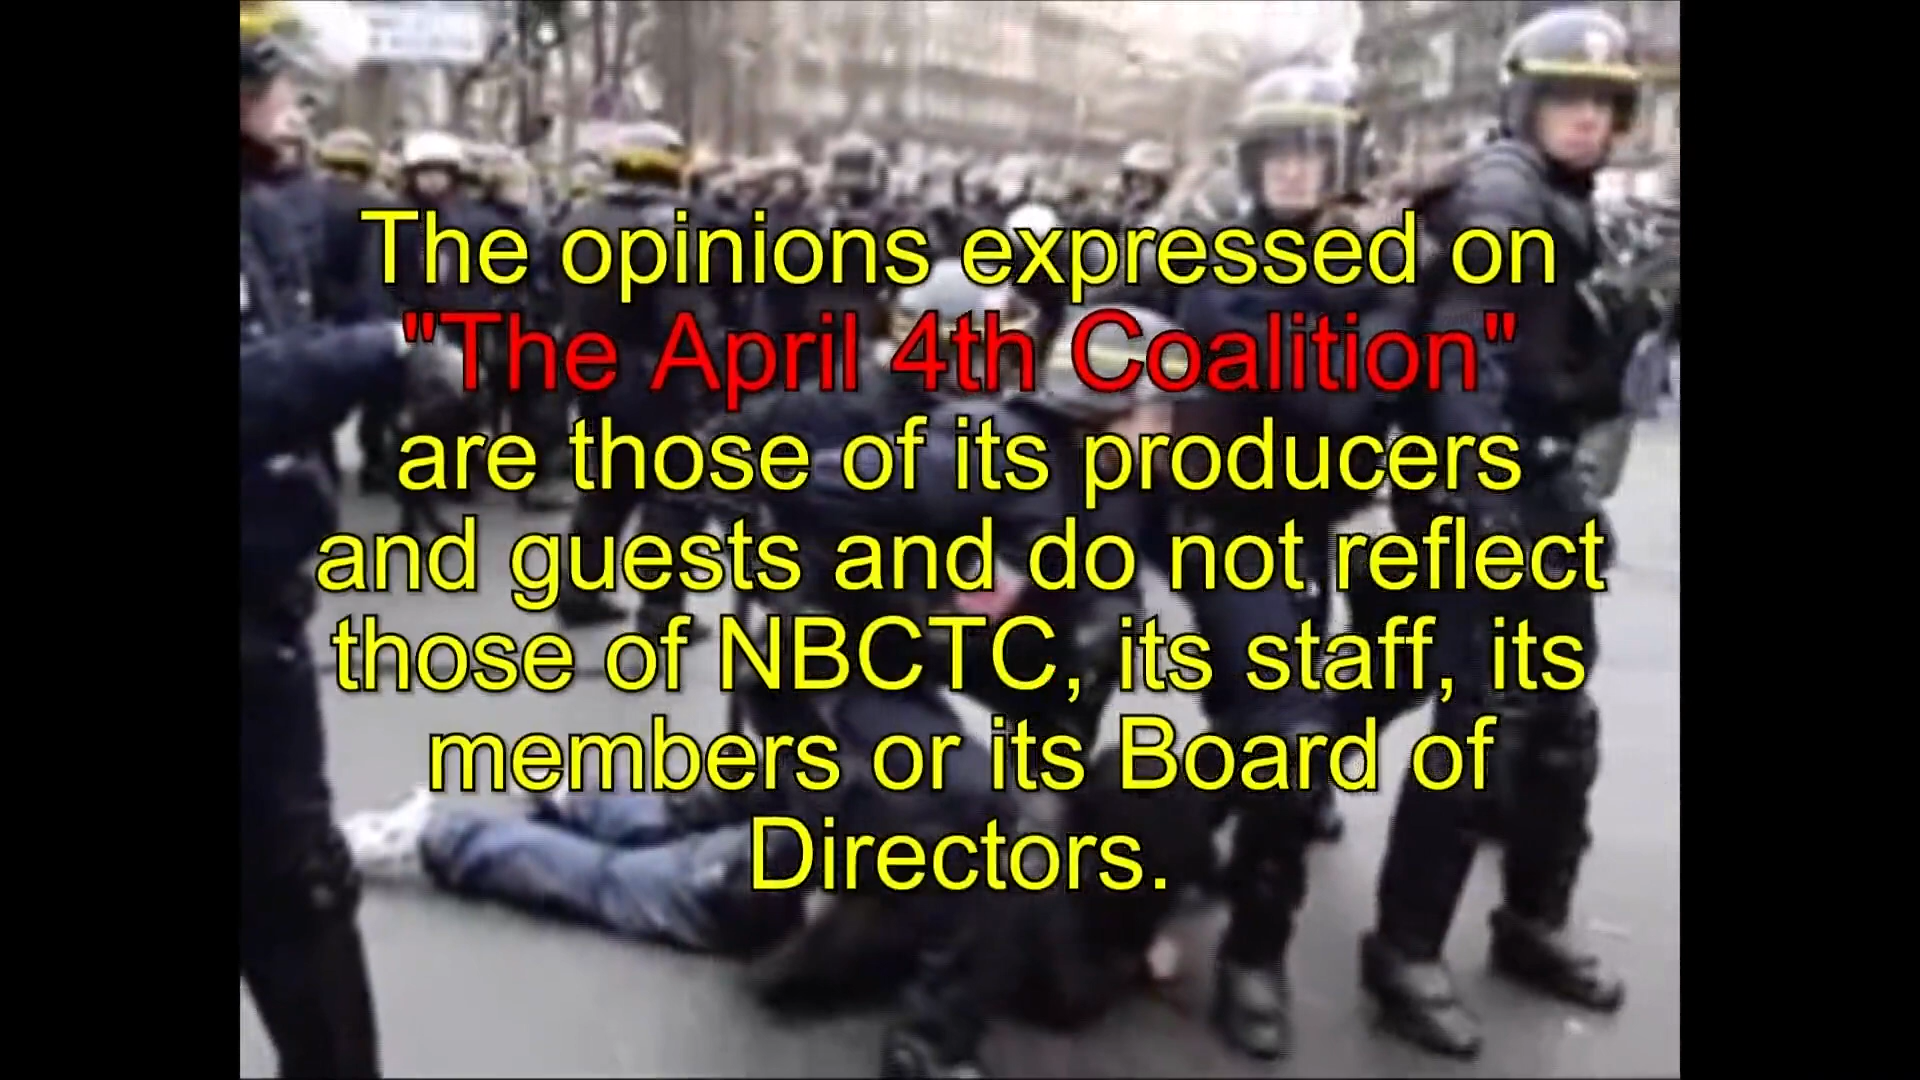 The opinions expressed on
"The April 4th Coalition"
are those of its producers
and guests and do not reflect
those of NBCTC, its staff, its
members or its Board of
Directors.